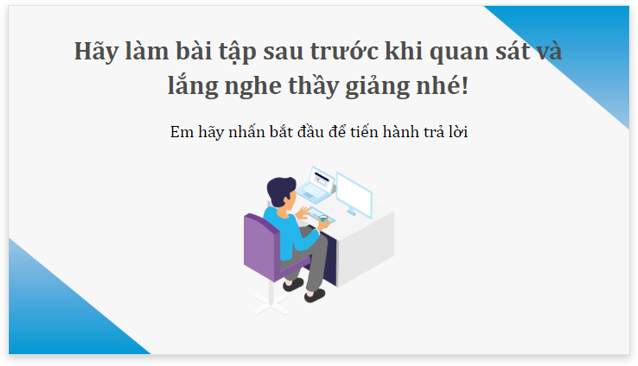 Hãy làm bài tập sau trước khi quan sát và
lắng nghe thầy giảng nhé!
Em hãy nhấn bắt đầu để tiến hành trả lời